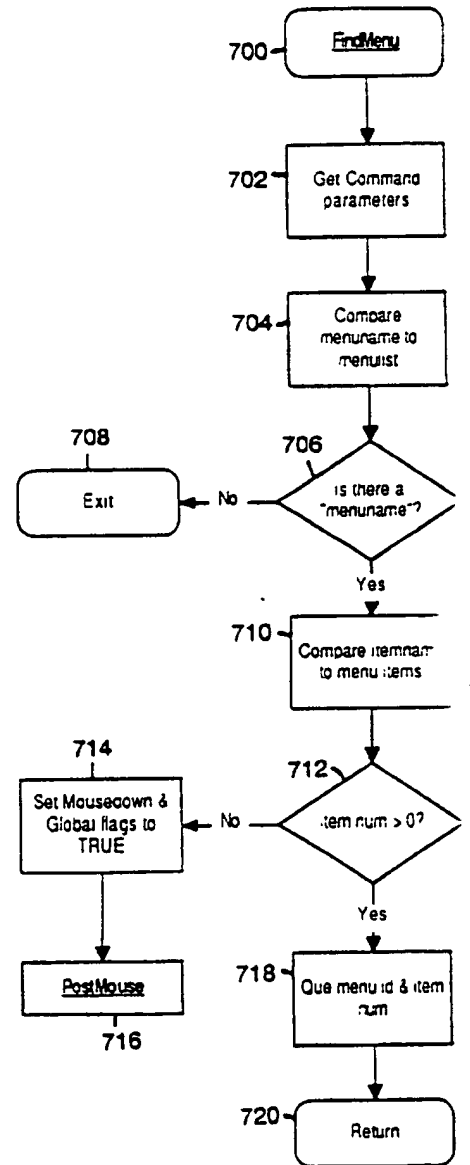 700
FindMenu
702
Get Command
parameters
704
Compare
menuname to
menulist
708
Exit
No
706
Is there a
"menuname"?
Yes
710
Compare itemnam
to menu items
714
Set Mousedown &
Global flags to
TRUE
No
712
item num > 0?
Yes
PostMouse
716
718
Que menu id & item
num
720
Return